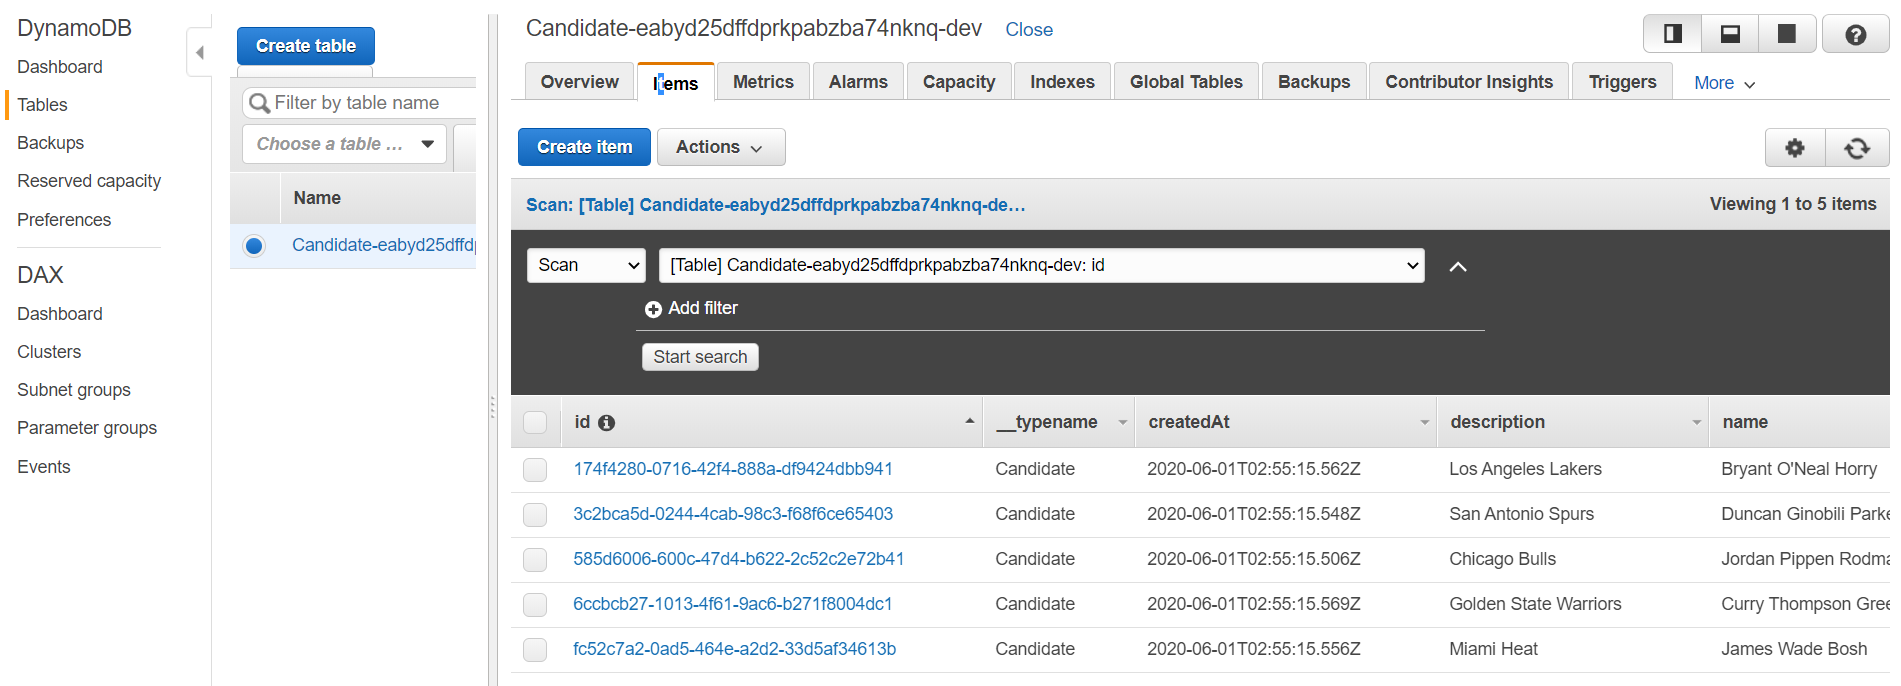 DynamoDB
Dashboard
Tables
Backups
Reserved capacity
Preferences
DAX
Dashboard
Clusters
Subnet groups
Parameter groups
Events
Create table
Filter by table name
Choose a table ...
Name
Candidate-eabyd25dffd
Candidate-eabyd25dffdprkpabzba74nknq-dev Close
Overview Items Metrics Alarms Capacity Indexes Global Tables Backups Contributor Insights Triggers More
Create item Actions
Scan: [Table] Candidate-eabyd25dffdprkpabzba74nknq-de… Viewing 1 to 5 items
Scan [Table] Candidate-eabyd25dffdprkpabzba74nknq-dev: id
Add filter
Start search
id __typename createdAt description name
174f4280-0716-42f4-888a-df9424dbb941 Candidate 2020-06-01T02:55:15.562Z Los Angeles Lakers Bryant O'Neal Horry
3c2bca5d-0244-4cab-98c3-f68f6ce65403 Candidate 2020-06-01T02:55:15.548Z San Antonio Spurs Duncan Ginobili Parke
585d6006-600c-47d4-b622-2c52c2e72b41 Candidate 2020-06-01T02:55:15.506Z Chicago Bulls Jordan Pippen Rodma
6ccbcb27-1013-4f61-9ac6-b271f8004dc1 Candidate 2020-06-01T02:55:15.569Z Golden State Warriors Curry Thompson Gree
fc52c7a2-0ad5-464e-a2d2-33d5af34613b Candidate 2020-06-01T02:55:15.556Z Miami Heat James Wade Bosh